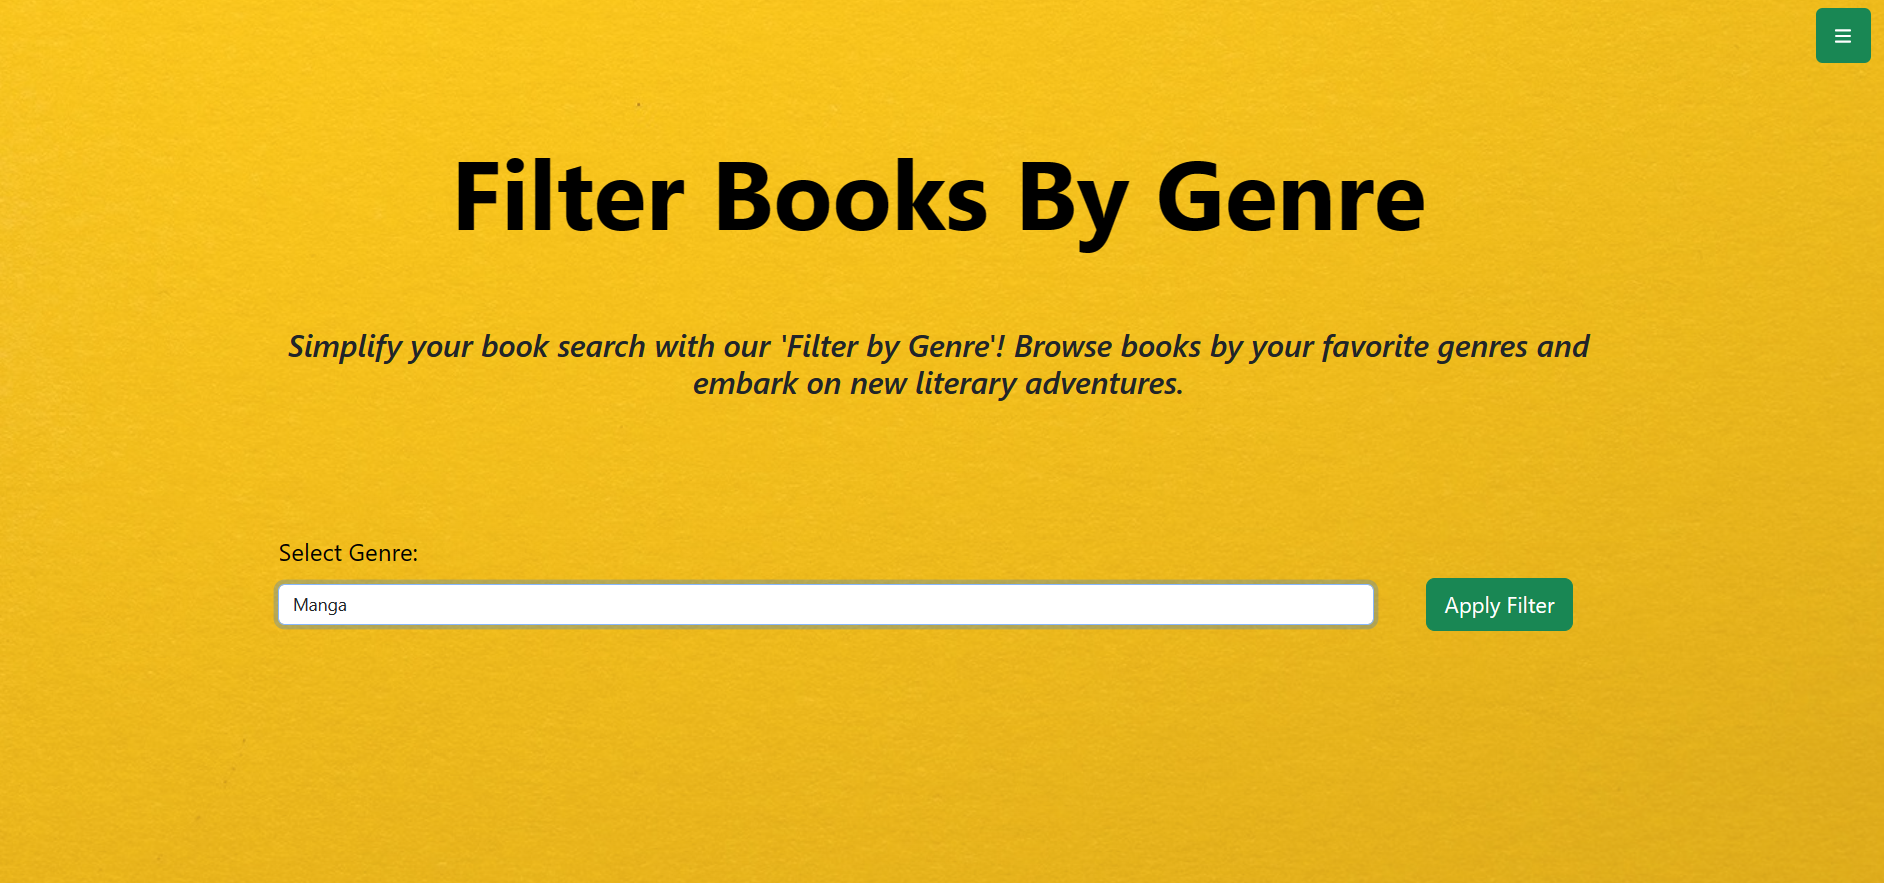 Filter Books By Genre
Simplify your book search with our 'Filter by Genre'! Browse books by your favorite genres and
embark on new literary adventures.
Select Genre:
Manga
Apply Filter